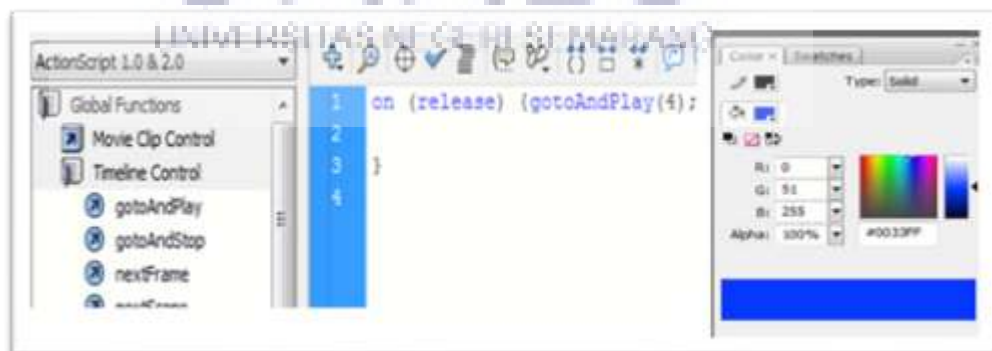 UNIVERSITAS NEGERI SEMARANG
ActionScript 1.0 & 2.0
Global Functions
Movie Clip Control
Timeline Control
gotoAndPlay
gotoAndStop
nextFrame
1 on (release) {gotoAndPlay(4);
2
3 }
4
Color × Swatches
Type: Solid
R: 0
G: 51
B: 255
Alpha: 100% #0033FF